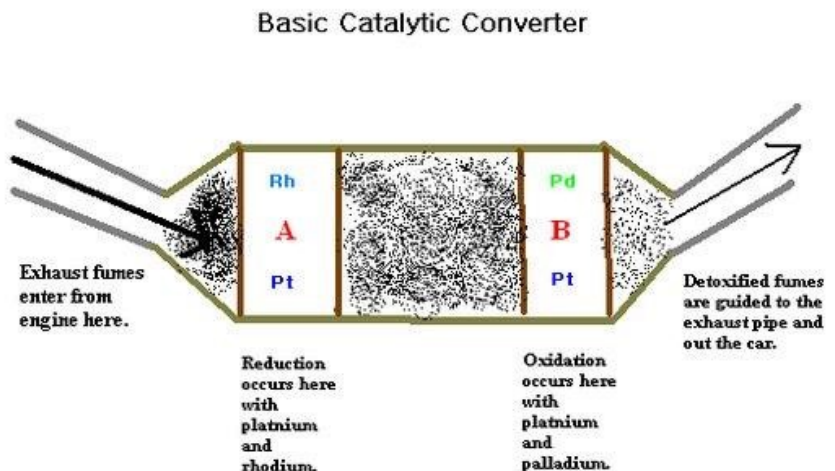 Basic Catalytic Converter
Rh
A
Pt
Pd
B
Pt
Exhaust fumes
enter from
engine here.
Detoxified fumes
are guided to the
exhaust pipe and
out the car.
Reduction
occurs here
with
platnium
and
rhodium.
Oxidation
occurs here
with
platnium
and
palladium.